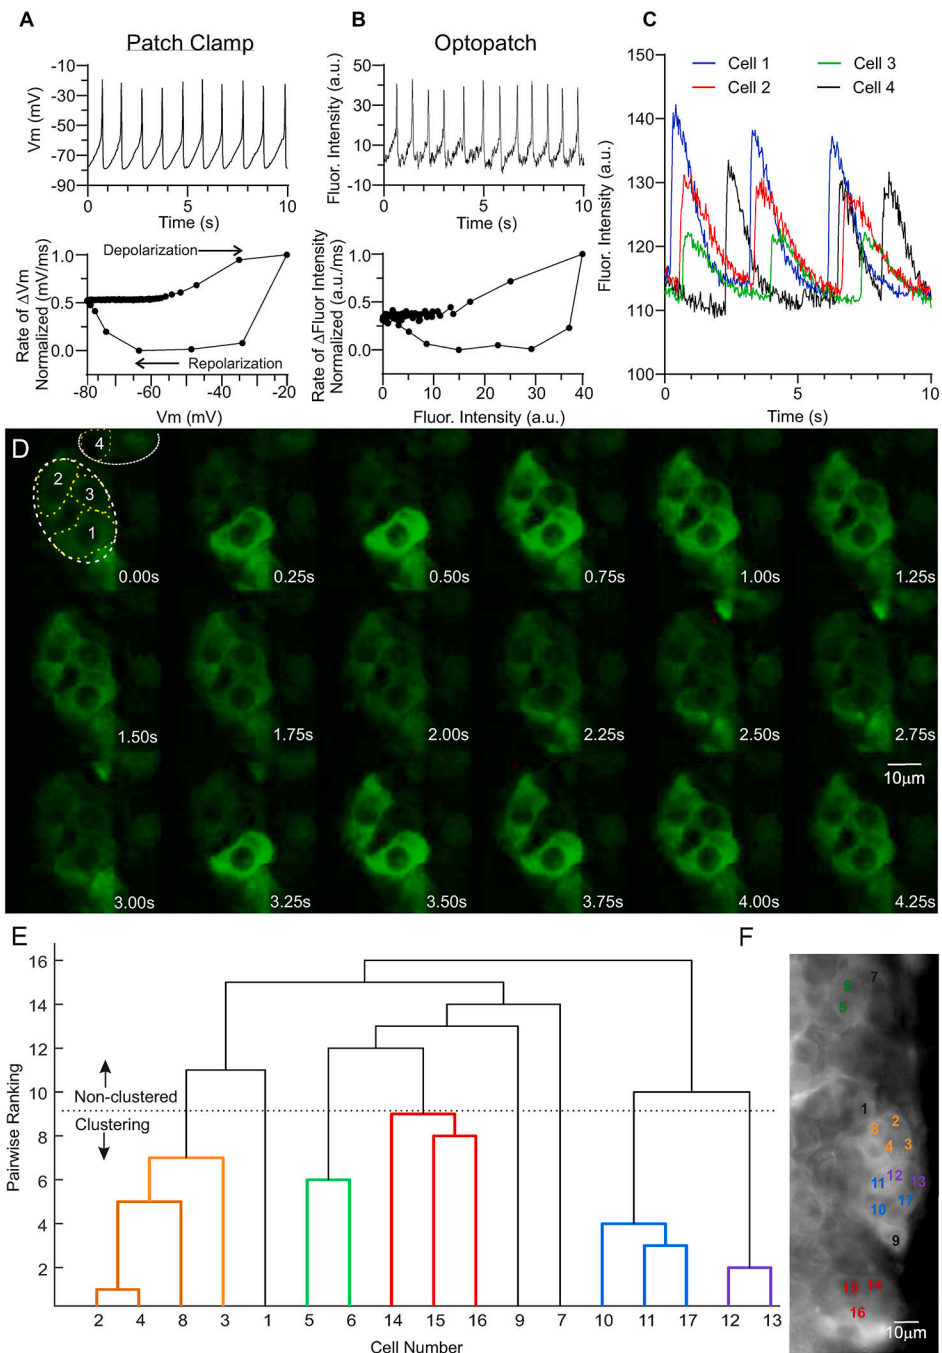 A
Patch Clamp
-10
-30
-50
-70
-90
Vm (mV)
0
5
10
Time (s)
Depolarization
1.0
0.5
0.0
Rate of ΔVm
Normalized (mV/ms)
Repolarization
-80
-60
-40
-20
Vm (mV)
B
Optopatch
50
40
30
20
10
0
-10
Fluor. Intensity (a.u.)
0
5
10
Time (s)
1.0
0.5
0.0
Rate of ΔFluor Intensity
Normalized (a.u./ms)
0
10
20
30
40
Fluor. Intensity (a.u.)
C
150
140
130
120
110
100
Fluor. Intensity (a.u.)
Cell 1
Cell 2
Cell 3
Cell 4
0
5
10
Time (s)
D
4
2
3
1
0.00s
0.25s
0.50s
0.75s
1.00s
1.25s
1.50s
1.75s
2.00s
2.25s
2.50s
2.75s
10μm
3.00s
3.25s
3.50s
3.75s
4.00s
4.25s
E
16
14
12
10
8
6
4
2
Pairwise Ranking
Non-clustered
Clustering
2 4 8 3 1 5 6 14 15 16 9 7 10 11 17 12 13
Cell Number
F
7
6
5
1
2
8
4
3
12
11
13
17
10
9
15
14
16
10μm